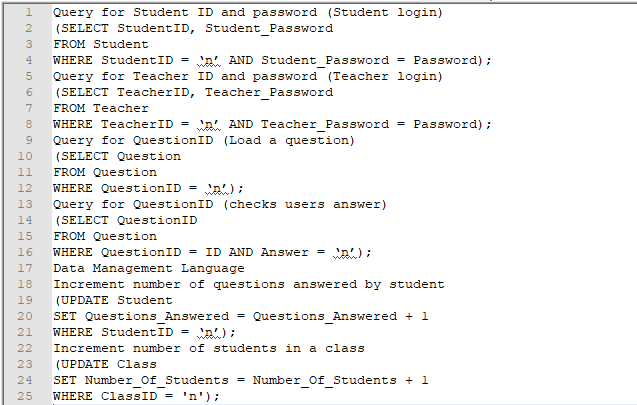 1 Query for Student ID and password (Student login)
2 (SELECT StudentID, Student_Password
3 FROM Student
4 WHERE StudentID = ‘n’ AND Student_Password = Password);
5 Query for Teacher ID and password (Teacher login)
6 (SELECT TeacherID, Teacher_Password
7 FROM Teacher
8 WHERE TeacherID = ‘n’ AND Teacher_Password = Password);
9 Query for QuestionID (Load a question)
10 (SELECT Question
11 FROM Question
12 WHERE QuestionID = ‘n’);
13 Query for QuestionID (checks users answer)
14 (SELECT QuestionID
15 FROM Question
16 WHERE QuestionID = ID AND Answer = ‘n’);
17 Data Management Language
18 Increment number of questions answered by student
19 (UPDATE Student
20 SET Questions_Answered = Questions_Answered + 1
21 WHERE StudentID = ‘n’);
22 Increment number of students in a class
23 (UPDATE Class
24 SET Number_Of_Students = Number_Of_Students + 1
25 WHERE ClassID = 'n');